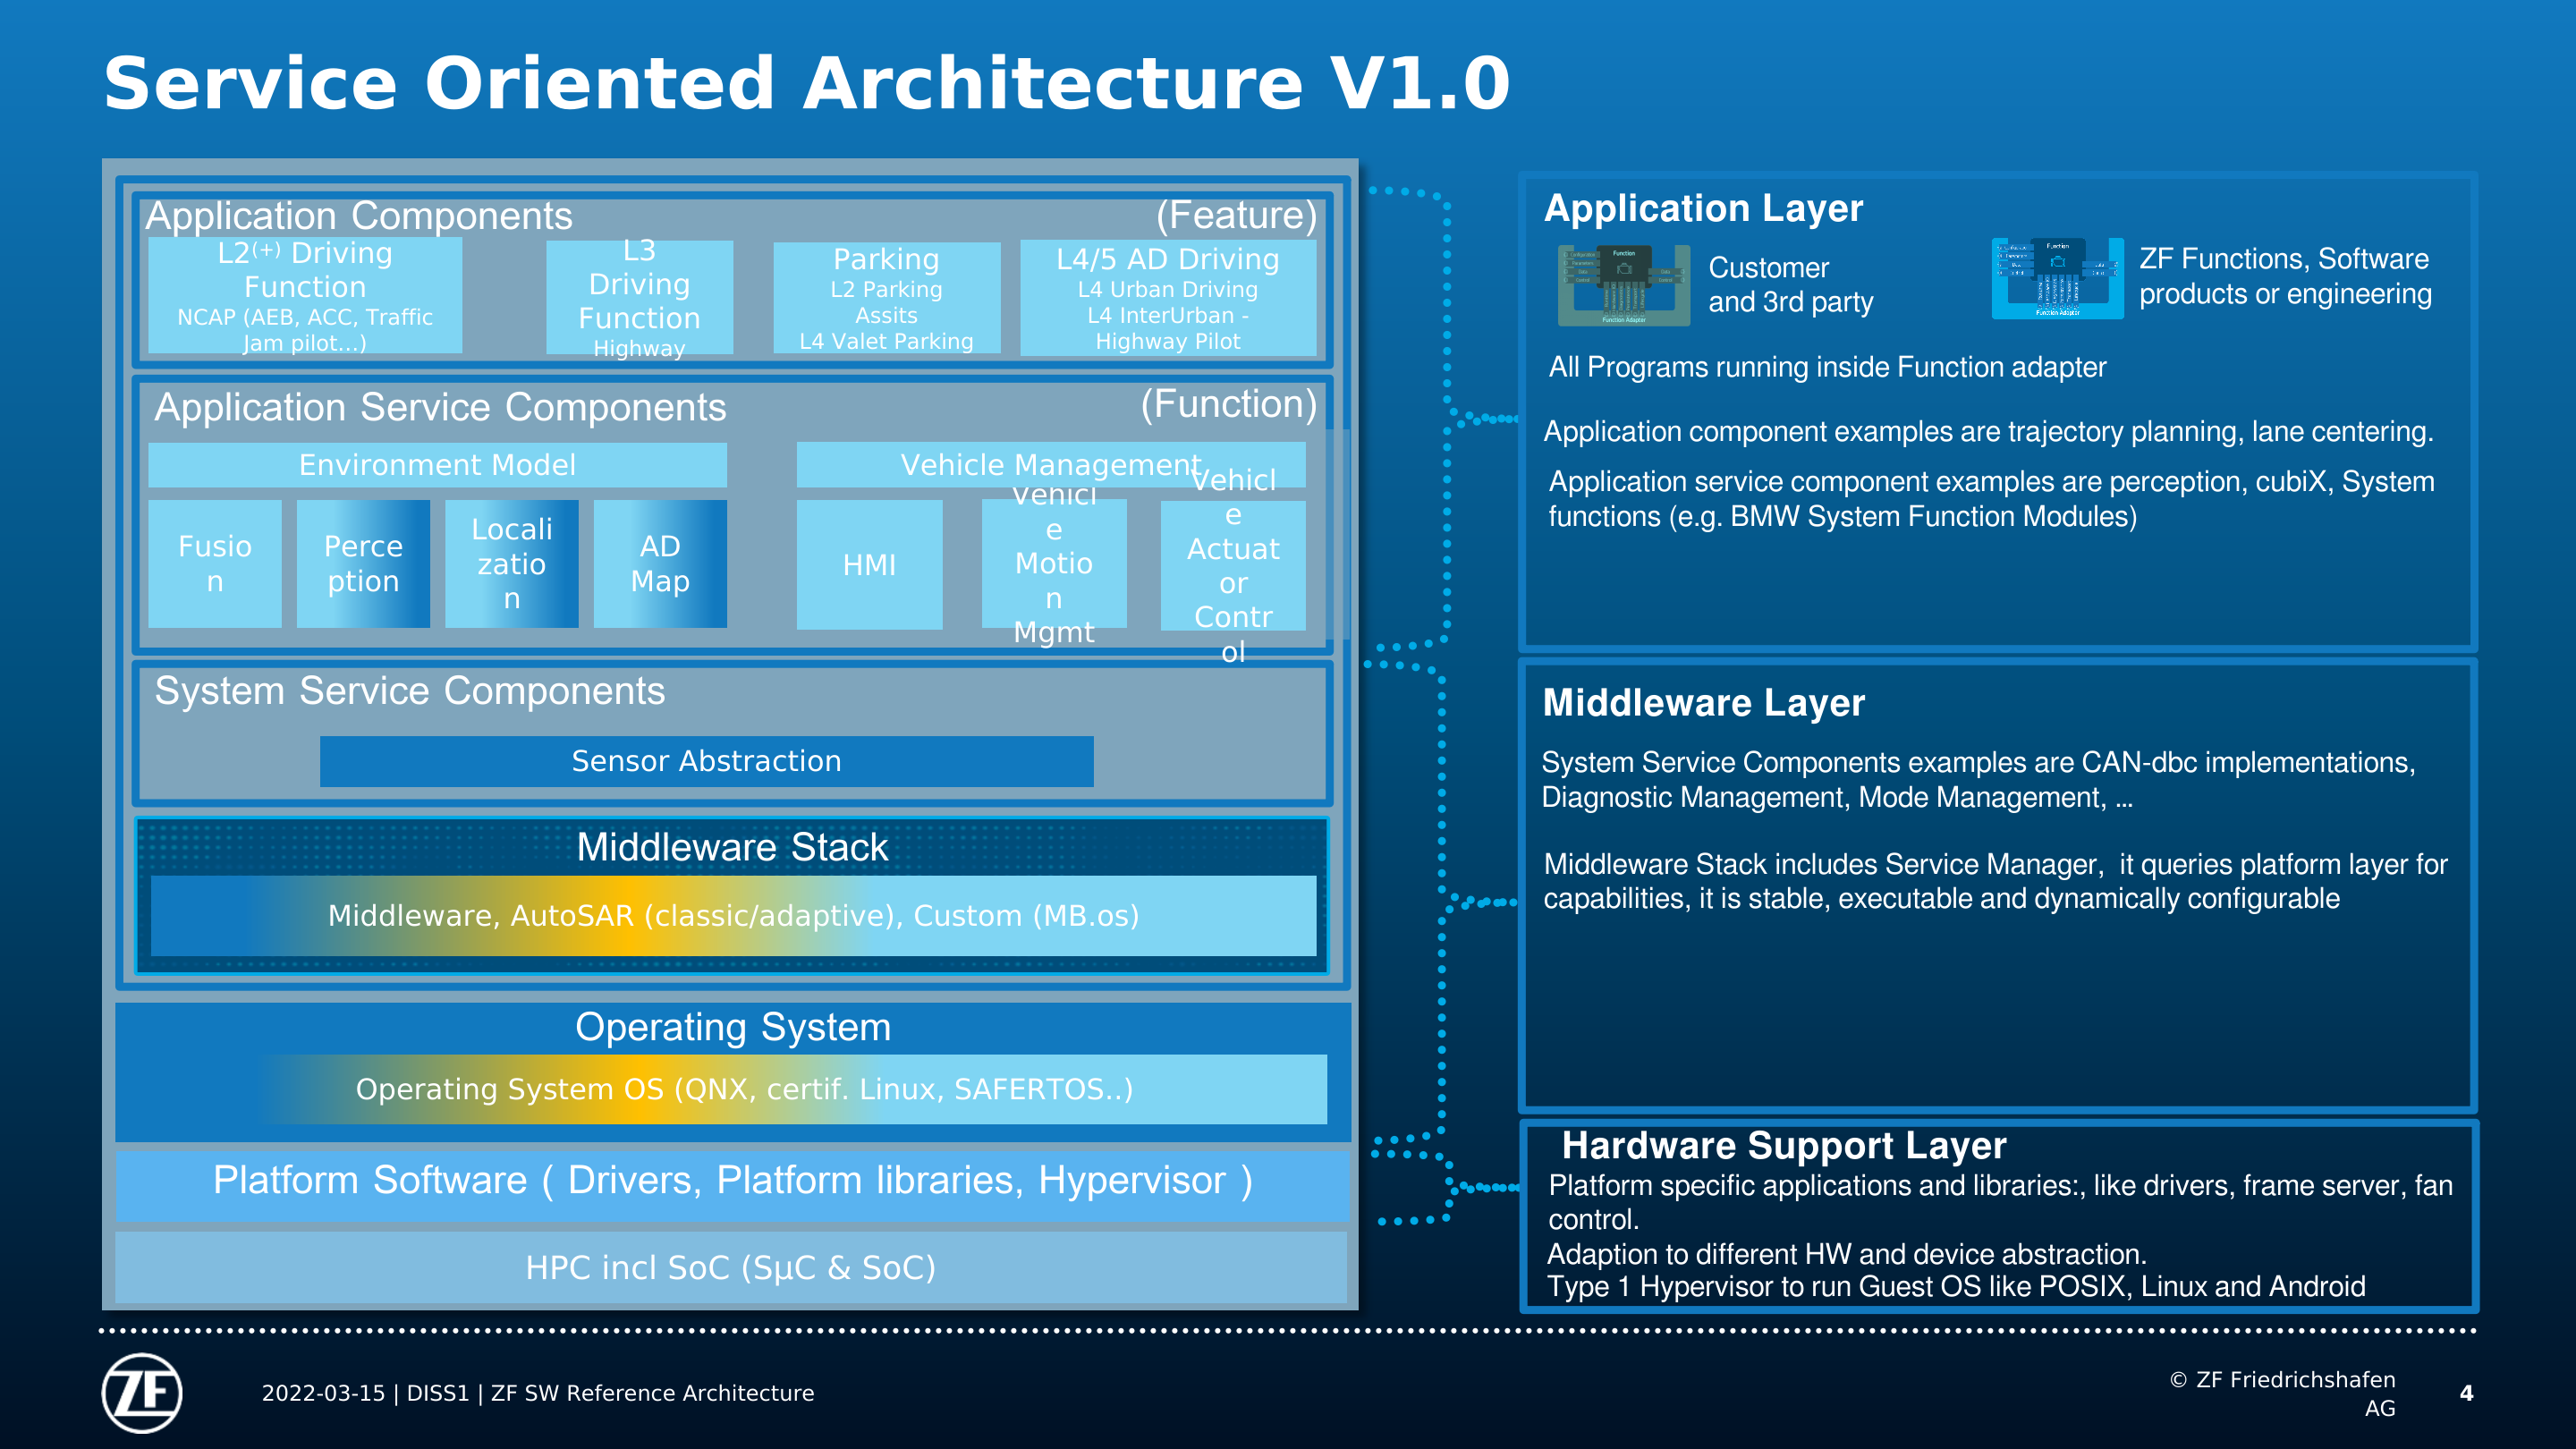 Service Oriented Architecture V1.0
Application Components
(Feature)
L2(+) Driving
Function
NCAP (AEB, ACC, Traffic
Jam pilot...)
L3
Driving
Function
Highway
Parking
L2 Parking
Assits
L4 Valet Parking
L4/5 AD Driving
L4 Urban Driving
L4 InterUrban -
Highway Pilot
Application Service Components
(Function)
Environment Model
Fusio
n
Perce
ption
Locali
zatio
n
AD
Map
Vehicle Management
HMI
Vehicl
e
Motio
n
Mgmt
Vehicl
e
Actuat
or
Contr
ol
System Service Components
Sensor Abstraction
Middleware Stack
Middleware, AutoSAR (classic/adaptive), Custom (MB.os)
Operating System
Operating System OS (QNX, certif. Linux, SAFERTOS..)
Platform Software ( Drivers, Platform libraries, Hypervisor )
HPC incl SoC (SµC & SoC)
Application Layer
Function
Function Adapter
Customer
and 3rd party
Function
Function Adapter
ZF Functions, Software
products or engineering
All Programs running inside Function adapter
Application component examples are trajectory planning, lane centering.
Application service component examples are perception, cubiX, System
functions (e.g. BMW System Function Modules)
Middleware Layer
System Service Components examples are CAN-dbc implementations,
Diagnostic Management, Mode Management, ...
Middleware Stack includes Service Manager,  it queries platform layer for
capabilities, it is stable, executable and dynamically configurable
Hardware Support Layer
Platform specific applications and libraries:, like drivers, frame server, fan
control.
Adaption to different HW and device abstraction.
Type 1 Hypervisor to run Guest OS like POSIX, Linux and Android
ZF
2022-03-15 | DISS1 | ZF SW Reference Architecture
© ZF Friedrichshafen
AG
4